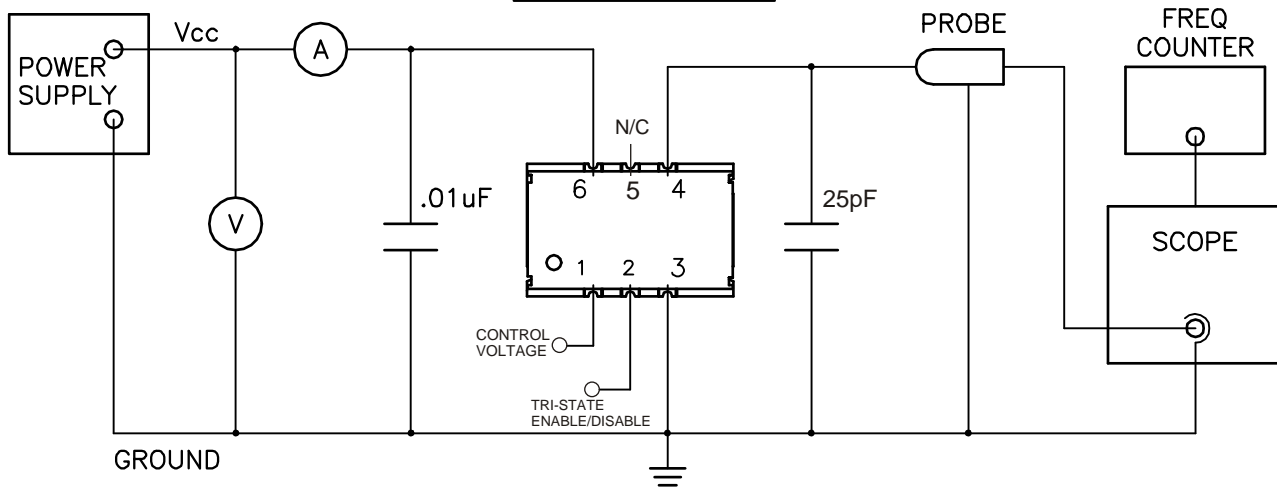 POWER
SUPPLY
Vcc
A
V
.01uF
N/C
6 5 4
1 2 3
CONTROL
VOLTAGE
TRI-STATE
ENABLE/DISABLE
25pF
PROBE
FREQ
COUNTER
SCOPE
GROUND